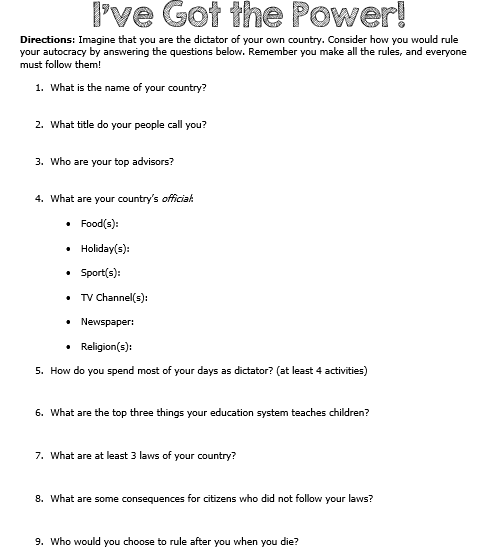 I've Got the Power!
Directions: Imagine that you are the dictator of your own country. Consider how you would rule
your autocracy by answering the questions below. Remember you make all the rules, and everyone
must follow them!
1. What is the name of your country?
2. What title do your people call you?
3. Who are your top advisors?
4. What are your country's official:
• Food(s):
• Holiday(s):
• Sport(s):
• TV Channel(s):
• Newspaper:
• Religion(s):
5. How do you spend most of your days as dictator? (at least 4 activities)
6. What are the top three things your education system teaches children?
7. What are at least 3 laws of your country?
8. What are some consequences for citizens who did not follow your laws?
9. Who would you choose to rule after you when you die?